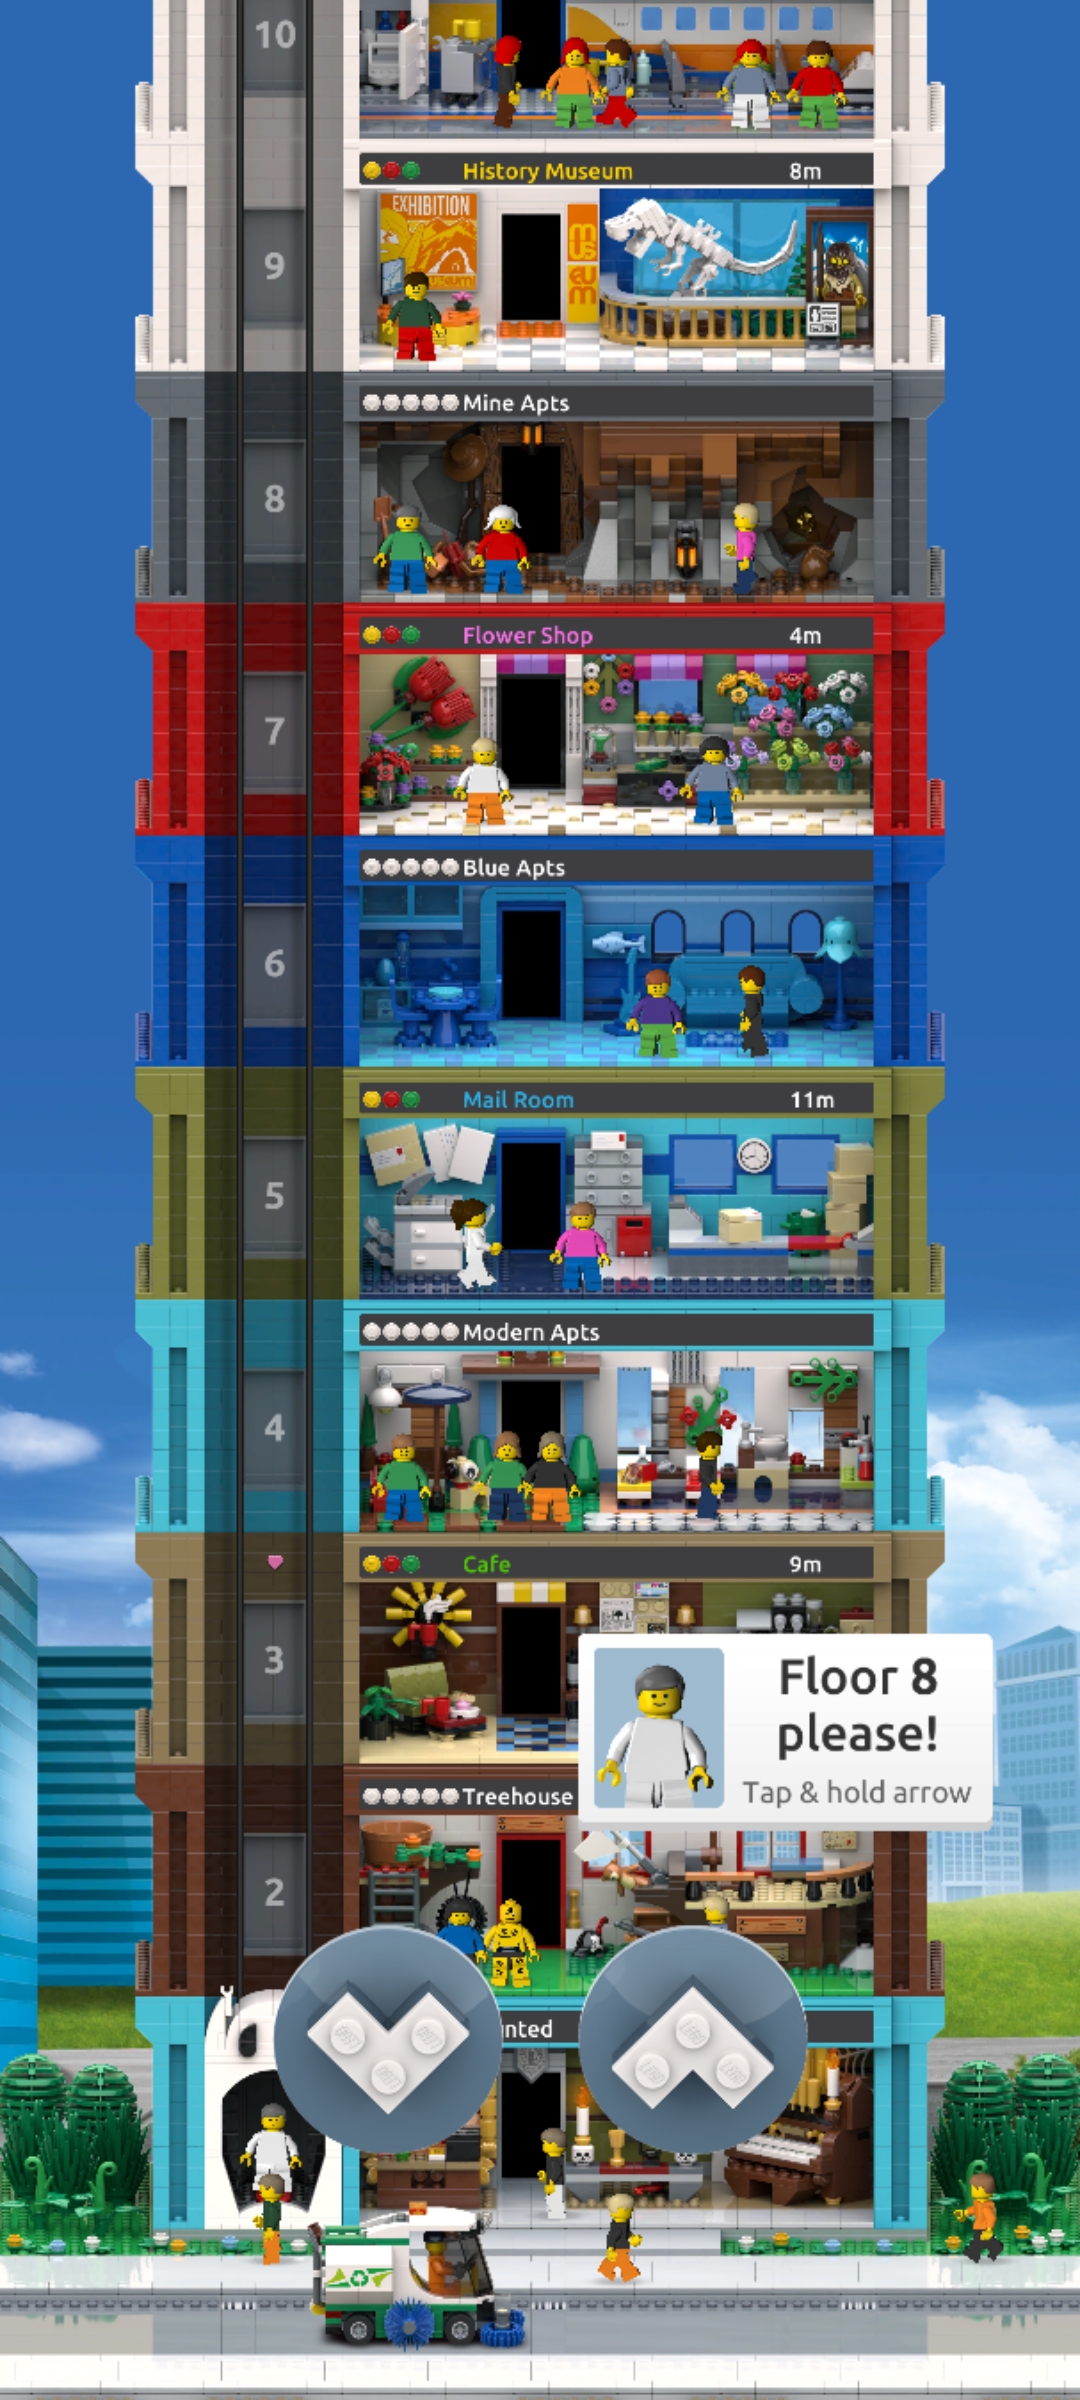 10
History Museum 8m
EXHIBITION
museum
9
Mine Apts
8
Flower Shop 4m
7
Blue Apts
6
Mail Room 11m
5
Modern Apts
4
Cafe 9m
3
Floor 8
please!
Tap & hold arrow
Treehouse
2
nted